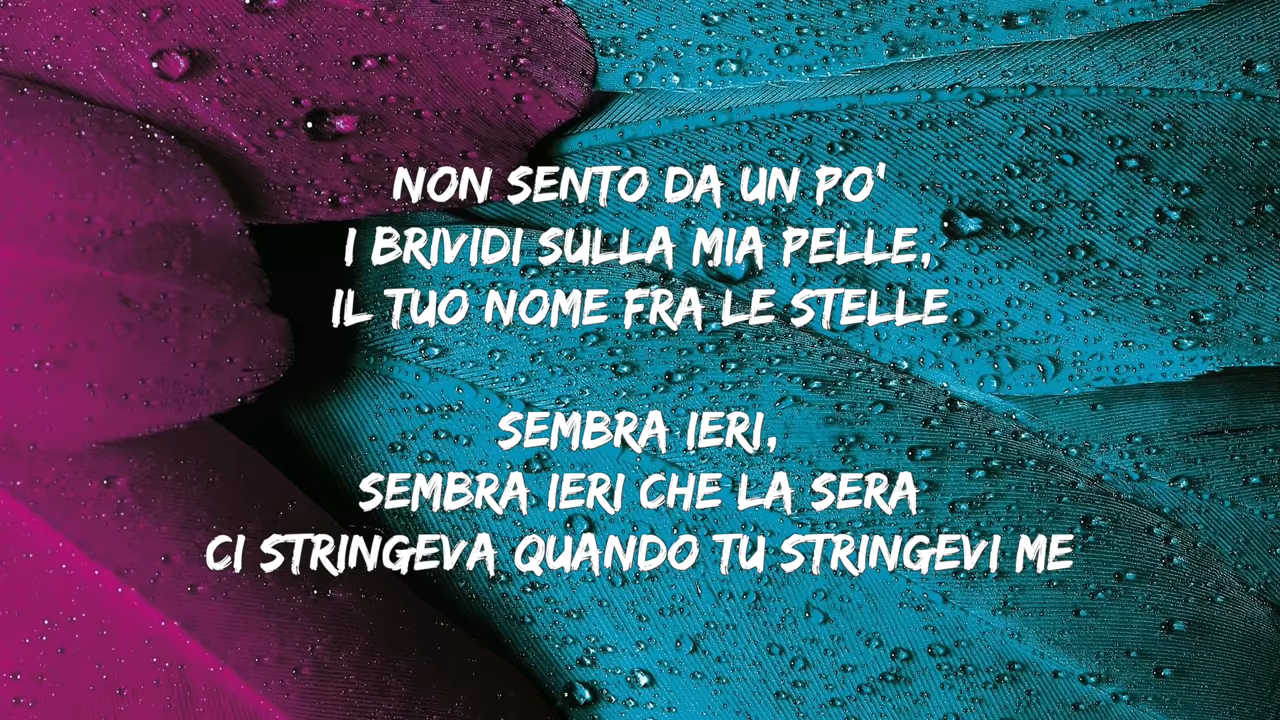 NON SENTO DA UN PO'
I BRIVIDI SULLA MIA PELLE,
IL TUO NOME FRA LE STELLE
SEMBRA IERI,
SEMBRA IERI CHE LA SERA
CI STRINGEVA QUANDO TU STRINGEVI ME